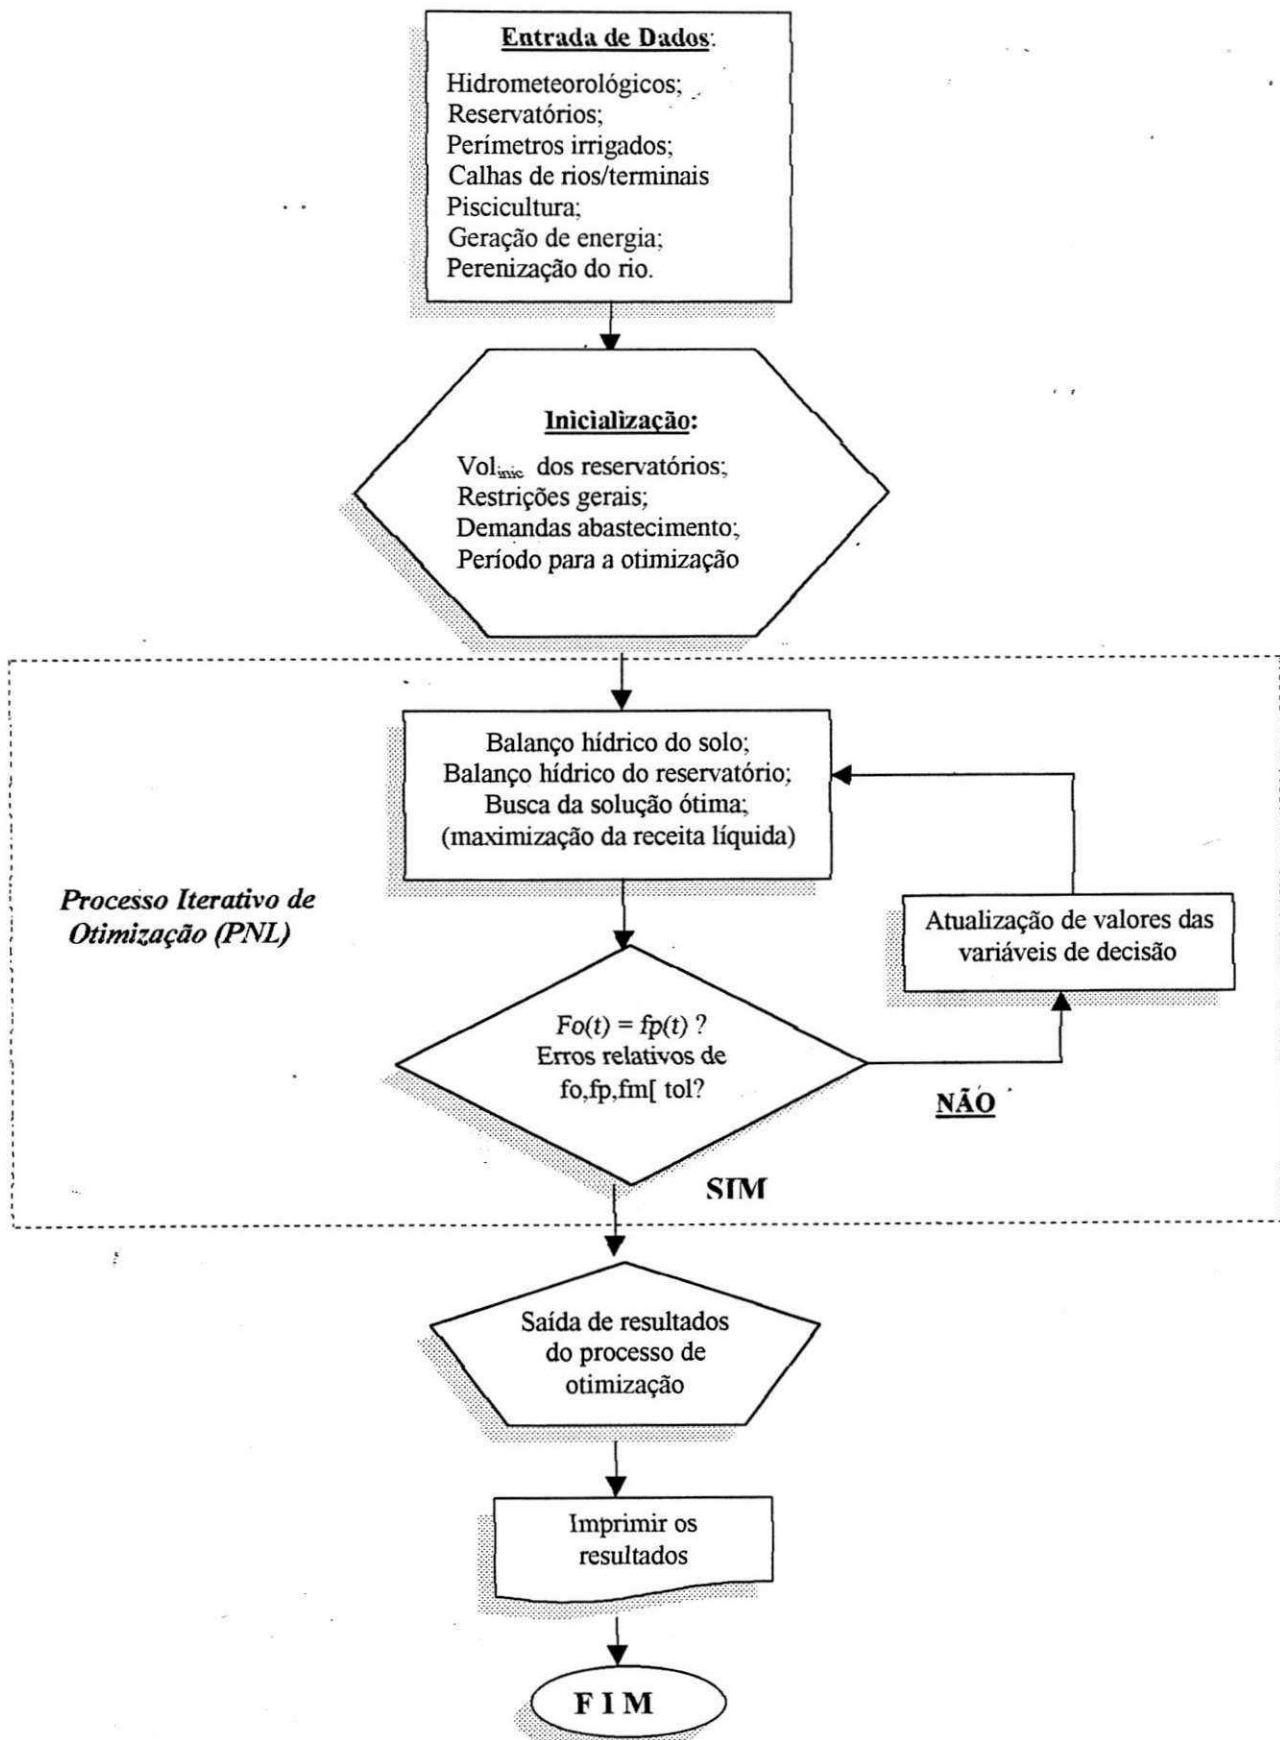 Entrada de Dados:
Hidrometeorológicos;
Reservatórios;
Perímetros irrigados;
Calhas de rios/terminais
Piscicultura;
Geração de energia;
Perenização do rio.
Inicialização:
Vol_inic dos reservatórios;
Restrições gerais;
Demandas abastecimento;
Período para a otimização
Balanço hídrico do solo;
Balanço hídrico do reservatório;
Busca da solução ótima;
(maximização da receita líquida)
Processo Iterativo de
Otimização (PNL)
Atualização de valores das
variáveis de decisão
Fo(t) = fp(t) ?
Erros relativos de
fo,fp,fm[ tol?
NÃO
SIM
Saída de resultados
do processo de
otimização
Imprimir os
resultados
F I M